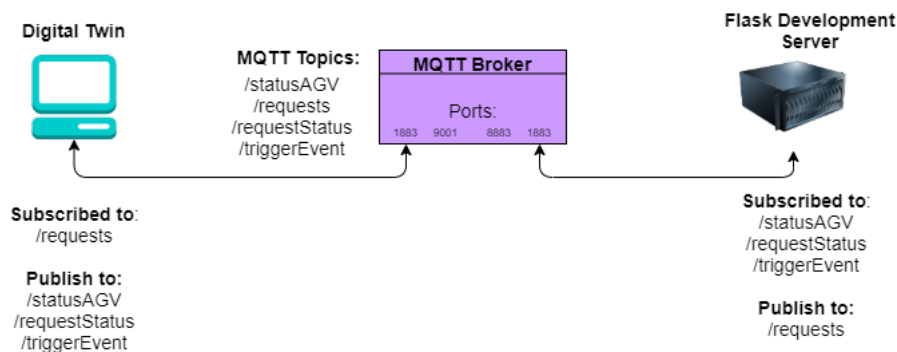 Digital Twin
MQTT Topics:
/statusAGV
/requests
/requestStatus
/triggerEvent
MQTT Broker
Ports:
1883 9001 8883 1883
Flask Development
Server
Subscribed to:
/requests
Publish to:
/statusAGV
/requestStatus
/triggerEvent
Subscribed to:
/statusAGV
/requestStatus
/triggerEvent
Publish to:
/requests